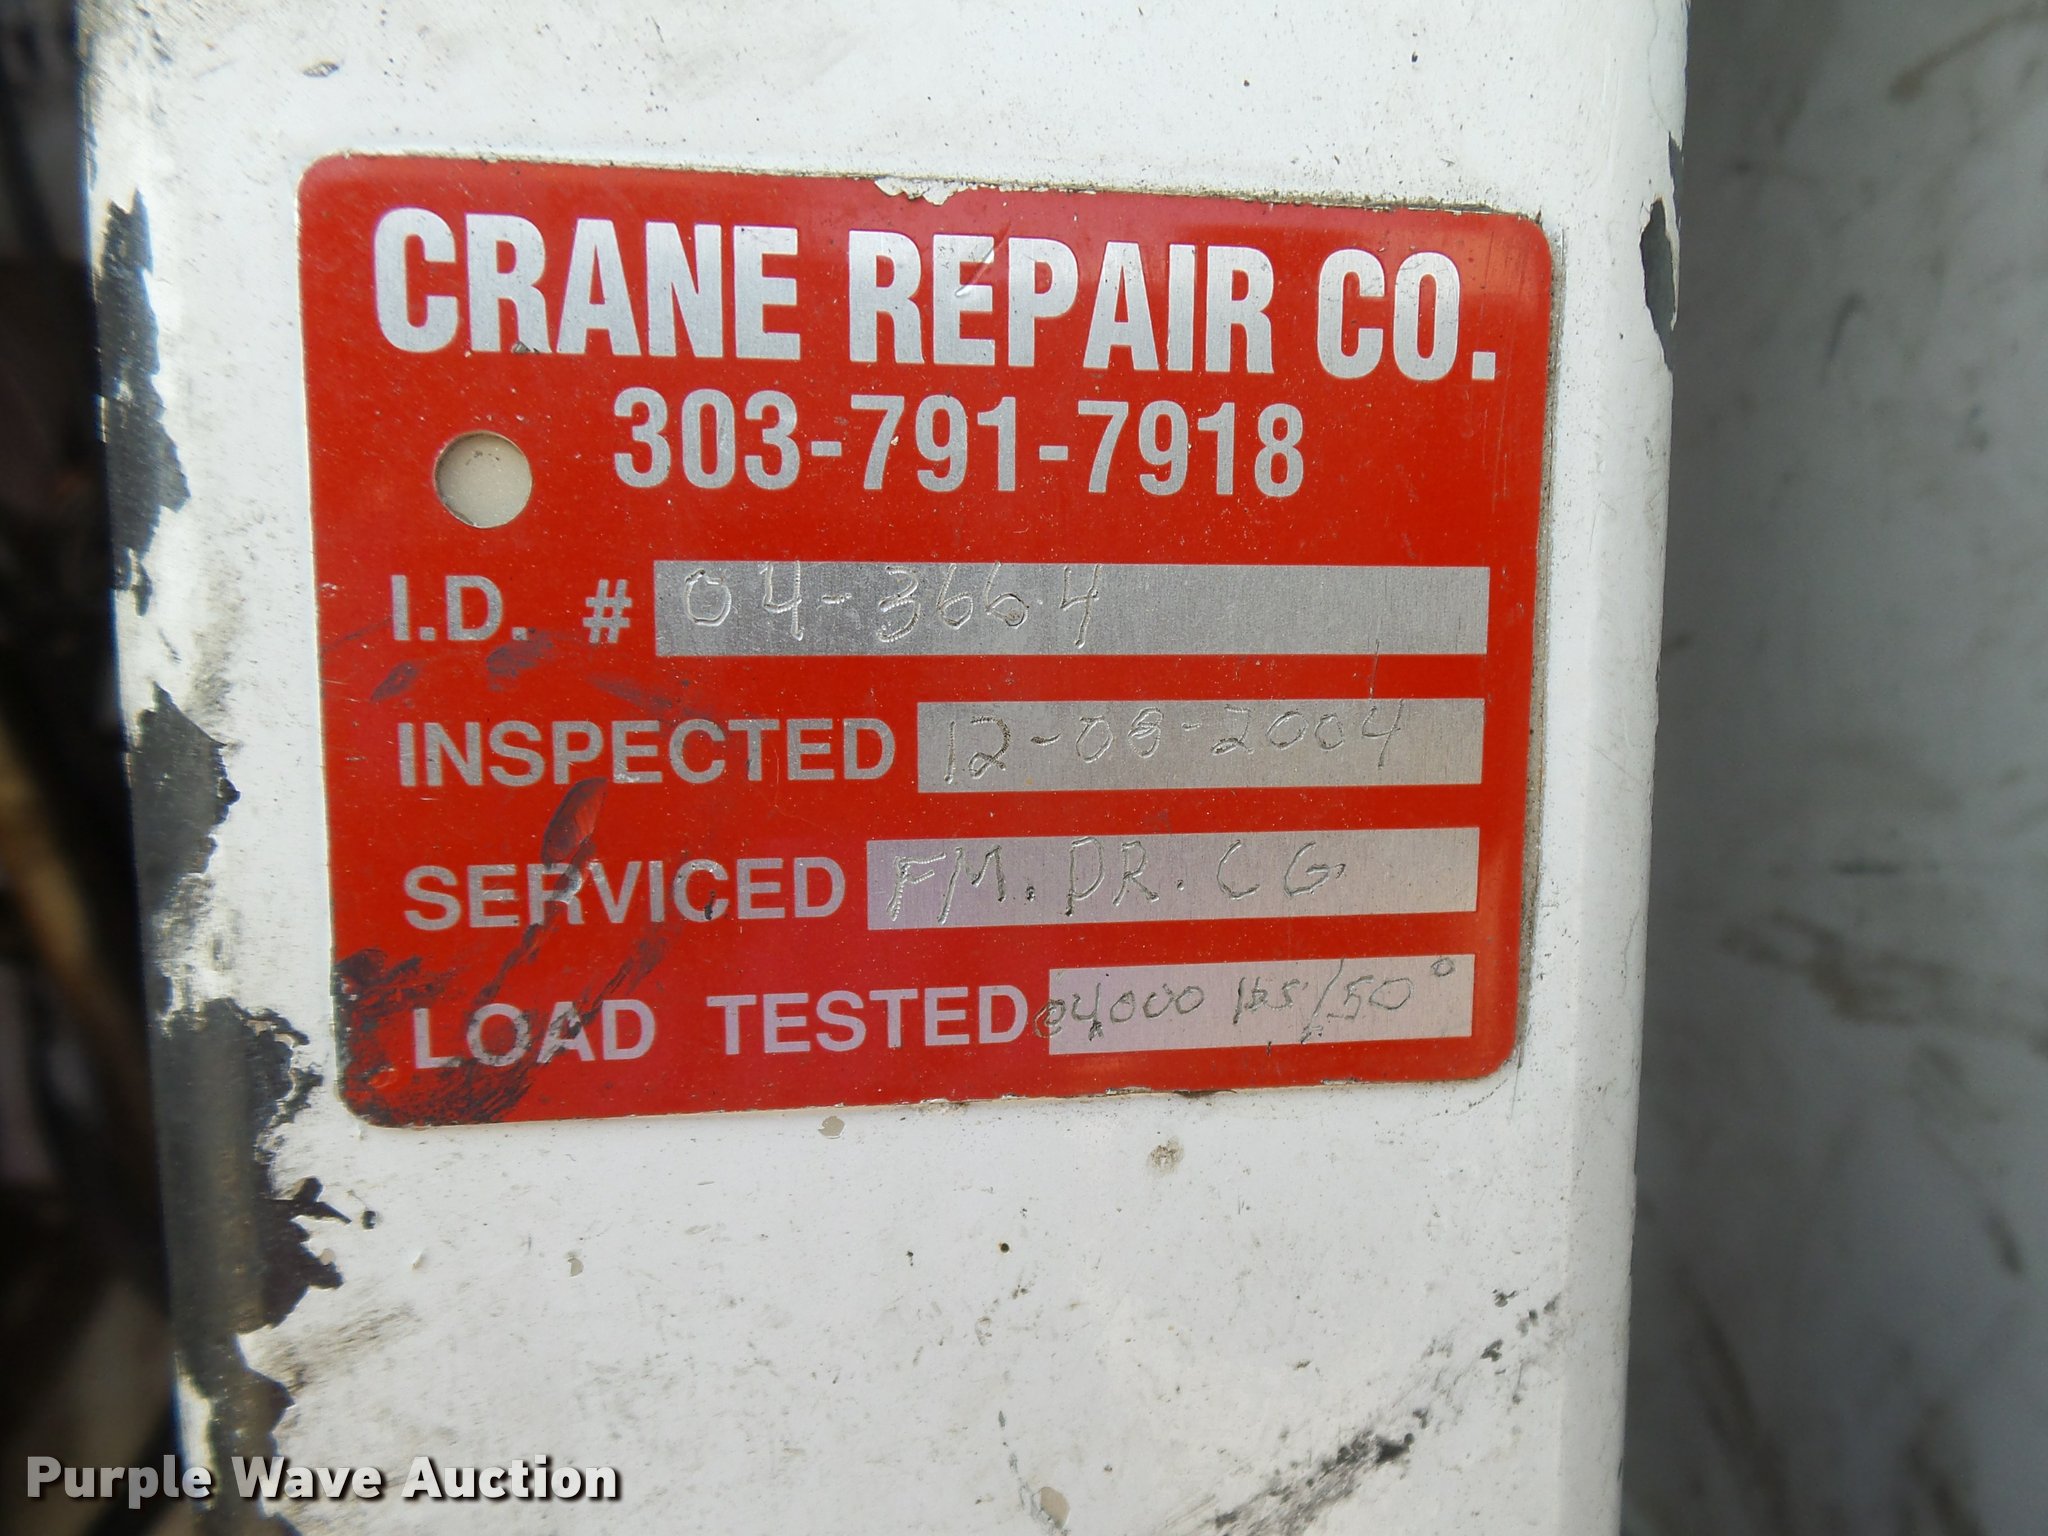 CRANE REPAIR CO.
303-791-7918
I.D. # 04-3664
INSPECTED 12-08-2004
SERVICED FM. DR. CG
LOAD TESTED @4000 lbs/50°
Purple Wave Auction